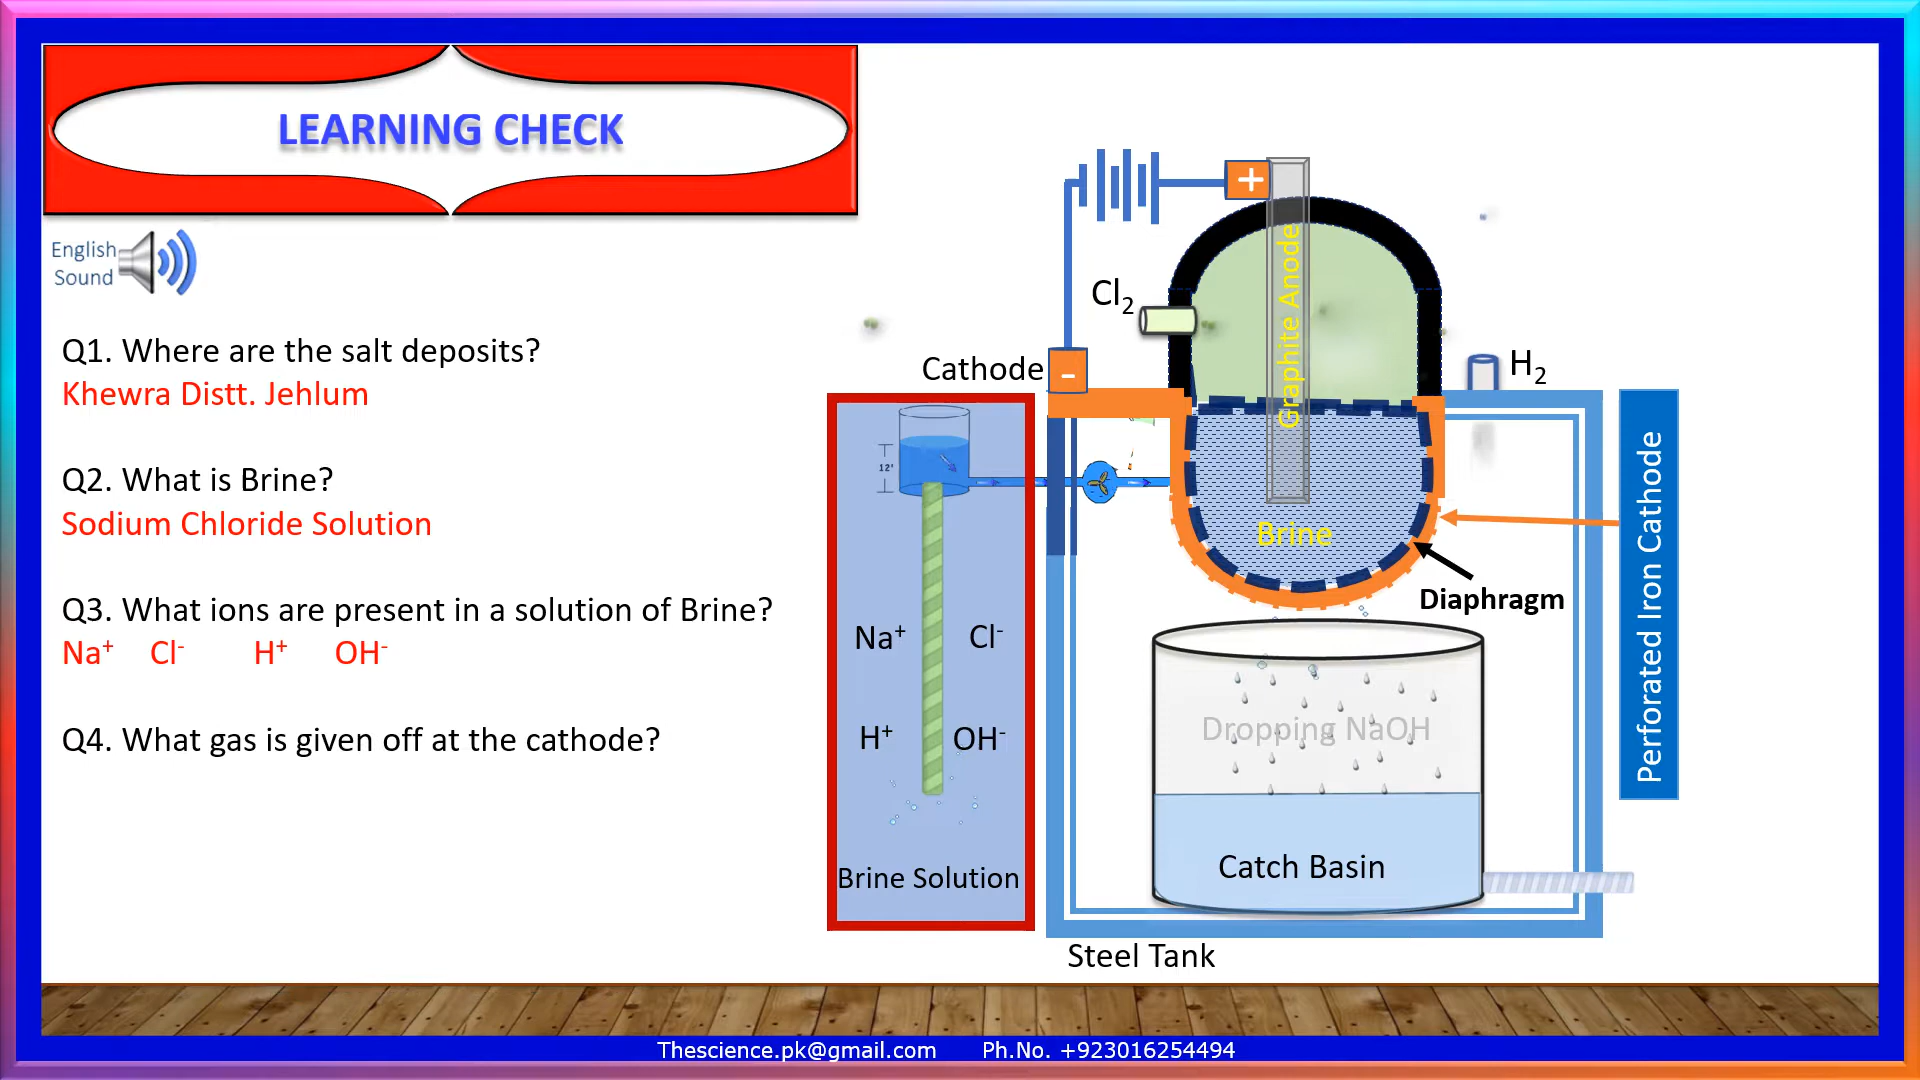 LEARNING CHECK
English
Sound
Q1. Where are the salt deposits?
Khewra Distt. Jehlum
Q2. What is Brine?
Sodium Chloride Solution
Q3. What ions are present in a solution of Brine?
Na⁺ Cl⁻ H⁺ OH⁻
Q4. What gas is given off at the cathode?
+
Graphite Anode
Cl₂
Cathode
-
H₂
12'
Brine
Diaphragm
Perforated Iron Cathode
Na⁺ Cl⁻
H⁺ OH⁻
Dropping NaOH
Brine Solution
Catch Basin
Steel Tank
Thescience.pk@gmail.com Ph.No. +923016254494